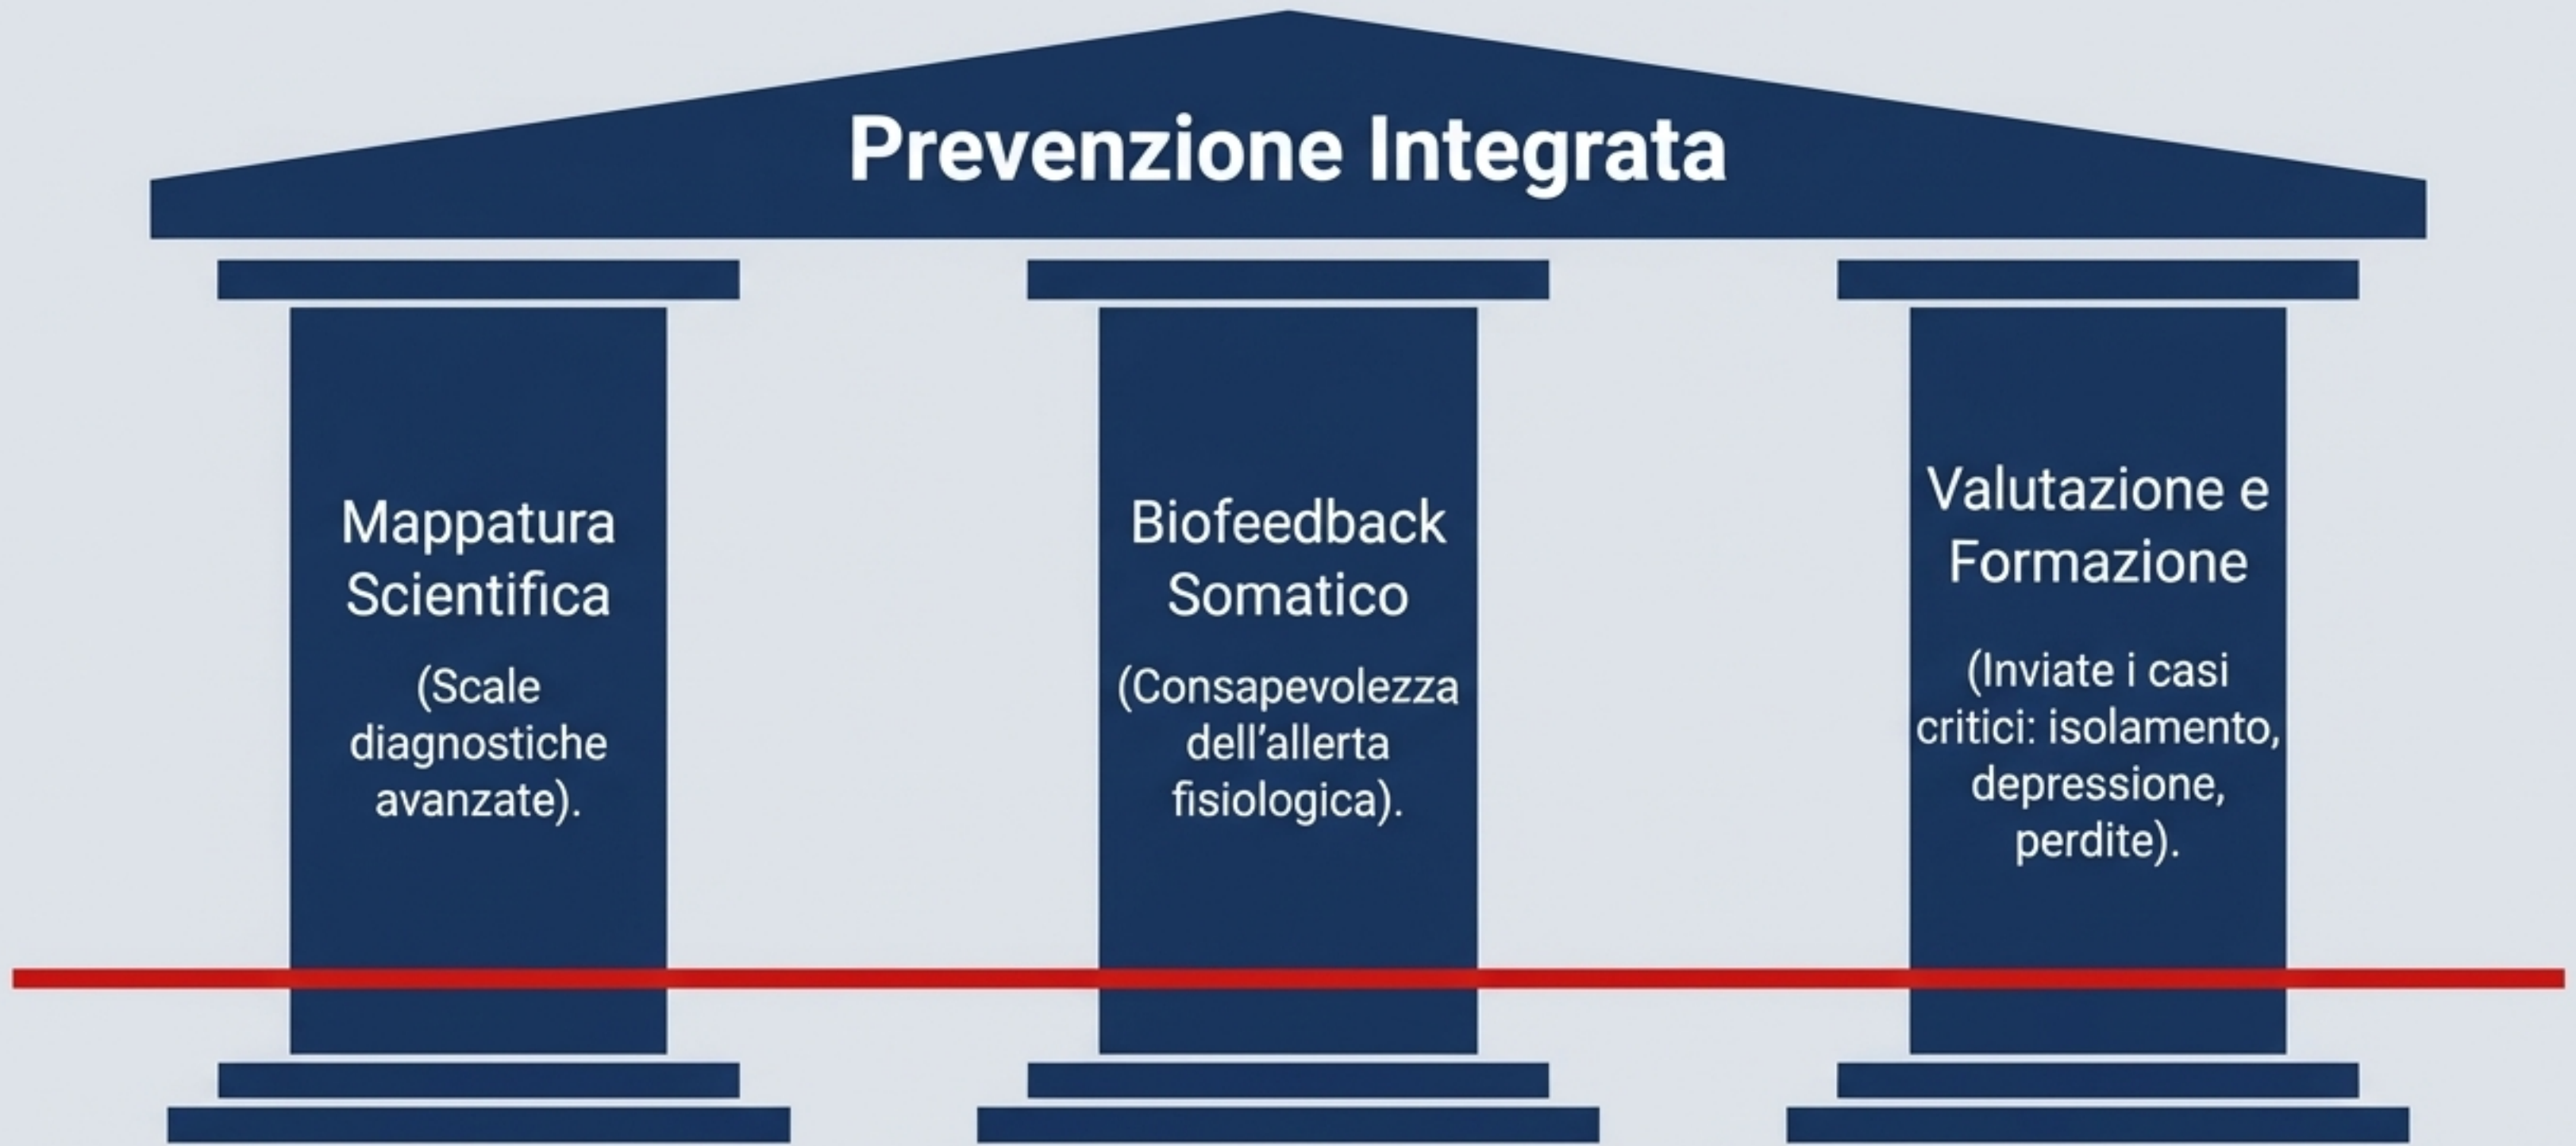 Prevenzione Integrata
Mappatura
Scientifica
(Scale
diagnostiche
avanzate).
Biofeedback
Somatico
(Consapevolezza
dell’allerta
fisiologica).
Valutazione e
Formazione
(Inviate i casi
critici: isolamento,
depressione,
perdite).